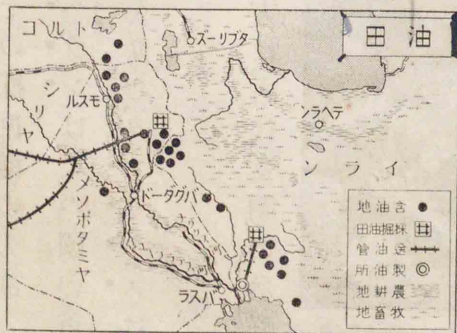 油田
トルコ
タブリーズ
モスル
シリヤ
テヘラン
イラン
メソポタミヤ
バグダード
バスラ
含油地
採掘油田
送油管
製油所
農耕地
牧畜地